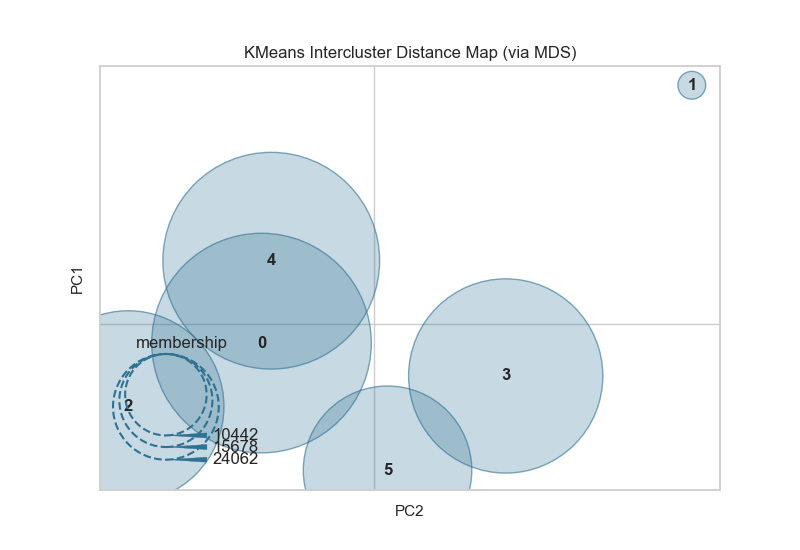 KMeans Intercluster Distance Map (via MDS)
1
4
PC1
membership
0
3
2
10442
15678
24062
5
PC2